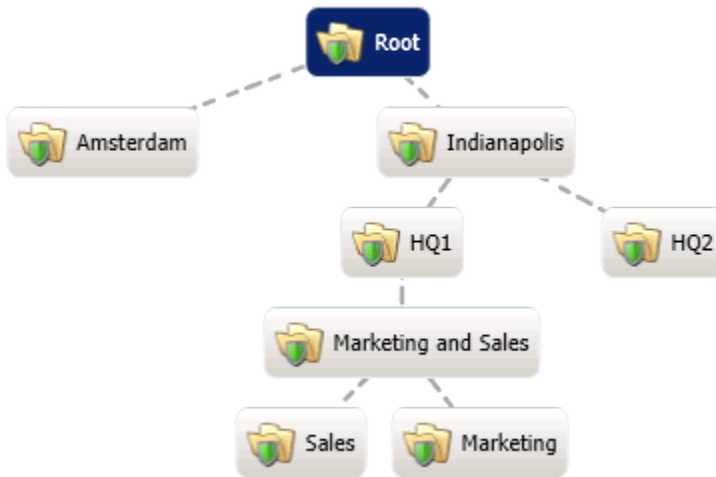 Root
Amsterdam
Indianapolis
HQ1
HQ2
Marketing and Sales
Sales
Marketing